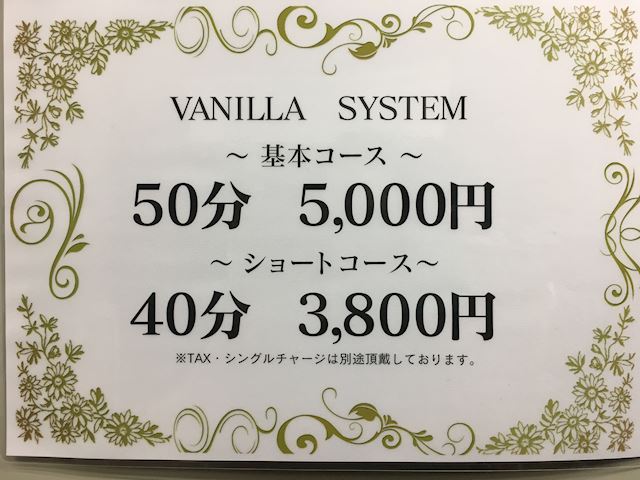 VANILLA SYSTEM
～ 基本コース ～
50分 5,000円
～ ショートコース～
40分 3,800円
※TAX・シングルチャージは別途頂戴しております。